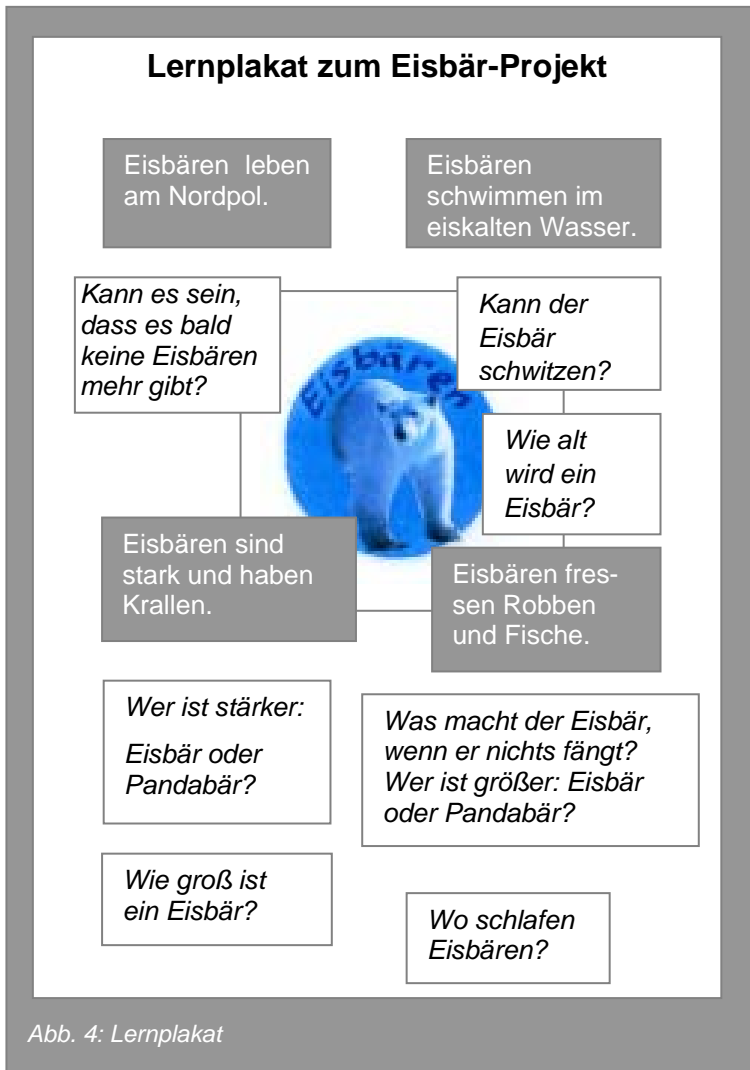 Lernplakat zum Eisbär-Projekt
Eisbären leben
am Nordpol.
Eisbären
schwimmen im
eiskalten Wasser.
Kann es sein,
dass es bald
keine Eisbären
mehr gibt?
Kann der
Eisbär
schwitzen?
Eisbären
Wie alt
wird ein
Eisbär?
Eisbären sind
stark und haben
Krallen.
Eisbären fres-
sen Robben
und Fische.
Wer ist stärker:
Eisbär oder
Pandabär?
Was macht der Eisbär,
wenn er nichts fängt?
Wer ist größer: Eisbär
oder Pandabär?
Wie groß ist
ein Eisbär?
Wo schlafen
Eisbären?
Abb. 4: Lernplakat